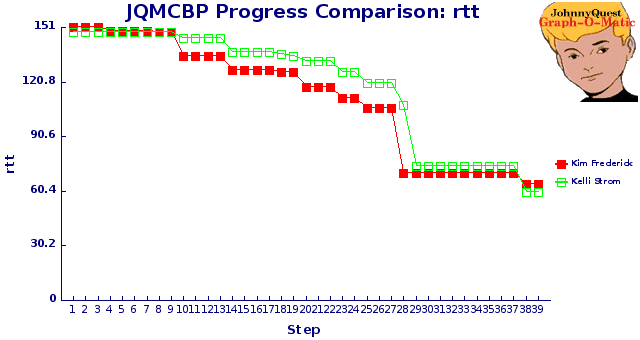 JQMCBP Progress Comparison: rtt
JohnnyQuest
Graph-O-Matic
151
120.8
90.6
60.4
30.2
0
rtt
Kim Frederick
Kelli Strom
1 2 3 4 5 6 7 8 9 10 11 12 13 14 15 16 17 18 19 20 21 22 23 24 25 26 27 28 29 30 31 32 33 34 35 36 37 38 39
Step